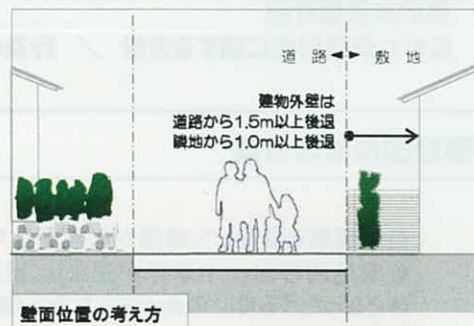 道路 ◄-► 敷地
建物外壁は
道路から1.5m以上後退
隣地から1.0m以上後退
壁面位置の考え方